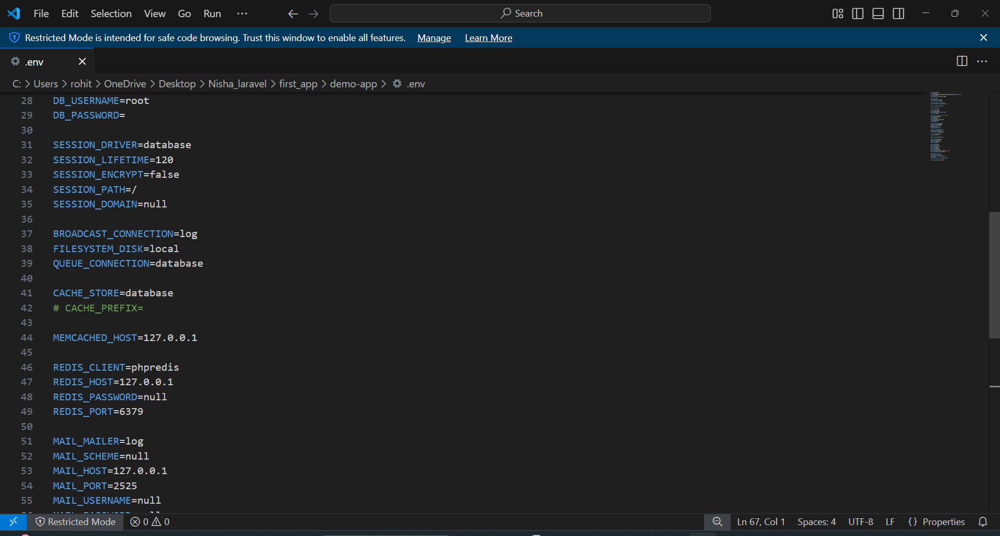 File Edit Selection View Go Run ··· Search
Restricted Mode is intended for safe code browsing. Trust this window to enable all features. Manage Learn More
.env
C: > Users > rohit > OneDrive > Desktop > Nisha_laravel > first_app > demo-app > .env
28 DB_USERNAME=root
29 DB_PASSWORD=
30
31 SESSION_DRIVER=database
32 SESSION_LIFETIME=120
33 SESSION_ENCRYPT=false
34 SESSION_PATH=/
35 SESSION_DOMAIN=null
36
37 BROADCAST_CONNECTION=log
38 FILESYSTEM_DISK=local
39 QUEUE_CONNECTION=database
40
41 CACHE_STORE=database
42 # CACHE_PREFIX=
43
44 MEMCACHED_HOST=127.0.0.1
45
46 REDIS_CLIENT=phpredis
47 REDIS_HOST=127.0.0.1
48 REDIS_PASSWORD=null
49 REDIS_PORT=6379
50
51 MAIL_MAILER=log
52 MAIL_SCHEME=null
53 MAIL_HOST=127.0.0.1
54 MAIL_PORT=2525
55 MAIL_USERNAME=null
Restricted Mode 0 0 Ln 67, Col 1 Spaces: 4 UTF-8 LF {} Properties